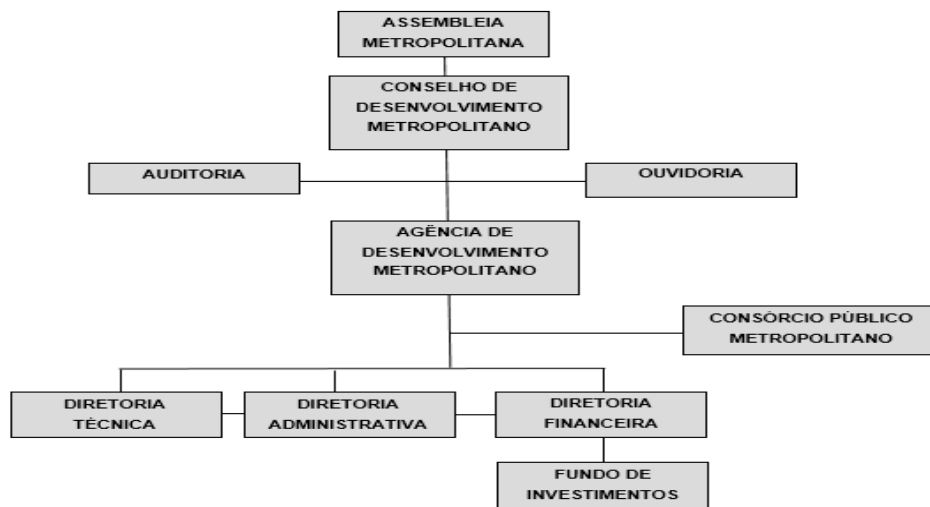 ASSEMBLEIA
METROPOLITANA
CONSELHO DE
DESENVOLVIMENTO
METROPOLITANO
AUDITORIA
OUVIDORIA
AGÊNCIA DE
DESENVOLVIMENTO
METROPOLITANO
CONSÓRCIO PÚBLICO
METROPOLITANO
DIRETORIA
TÉCNICA
DIRETORIA
ADMINISTRATIVA
DIRETORIA
FINANCEIRA
FUNDO DE
INVESTIMENTOS